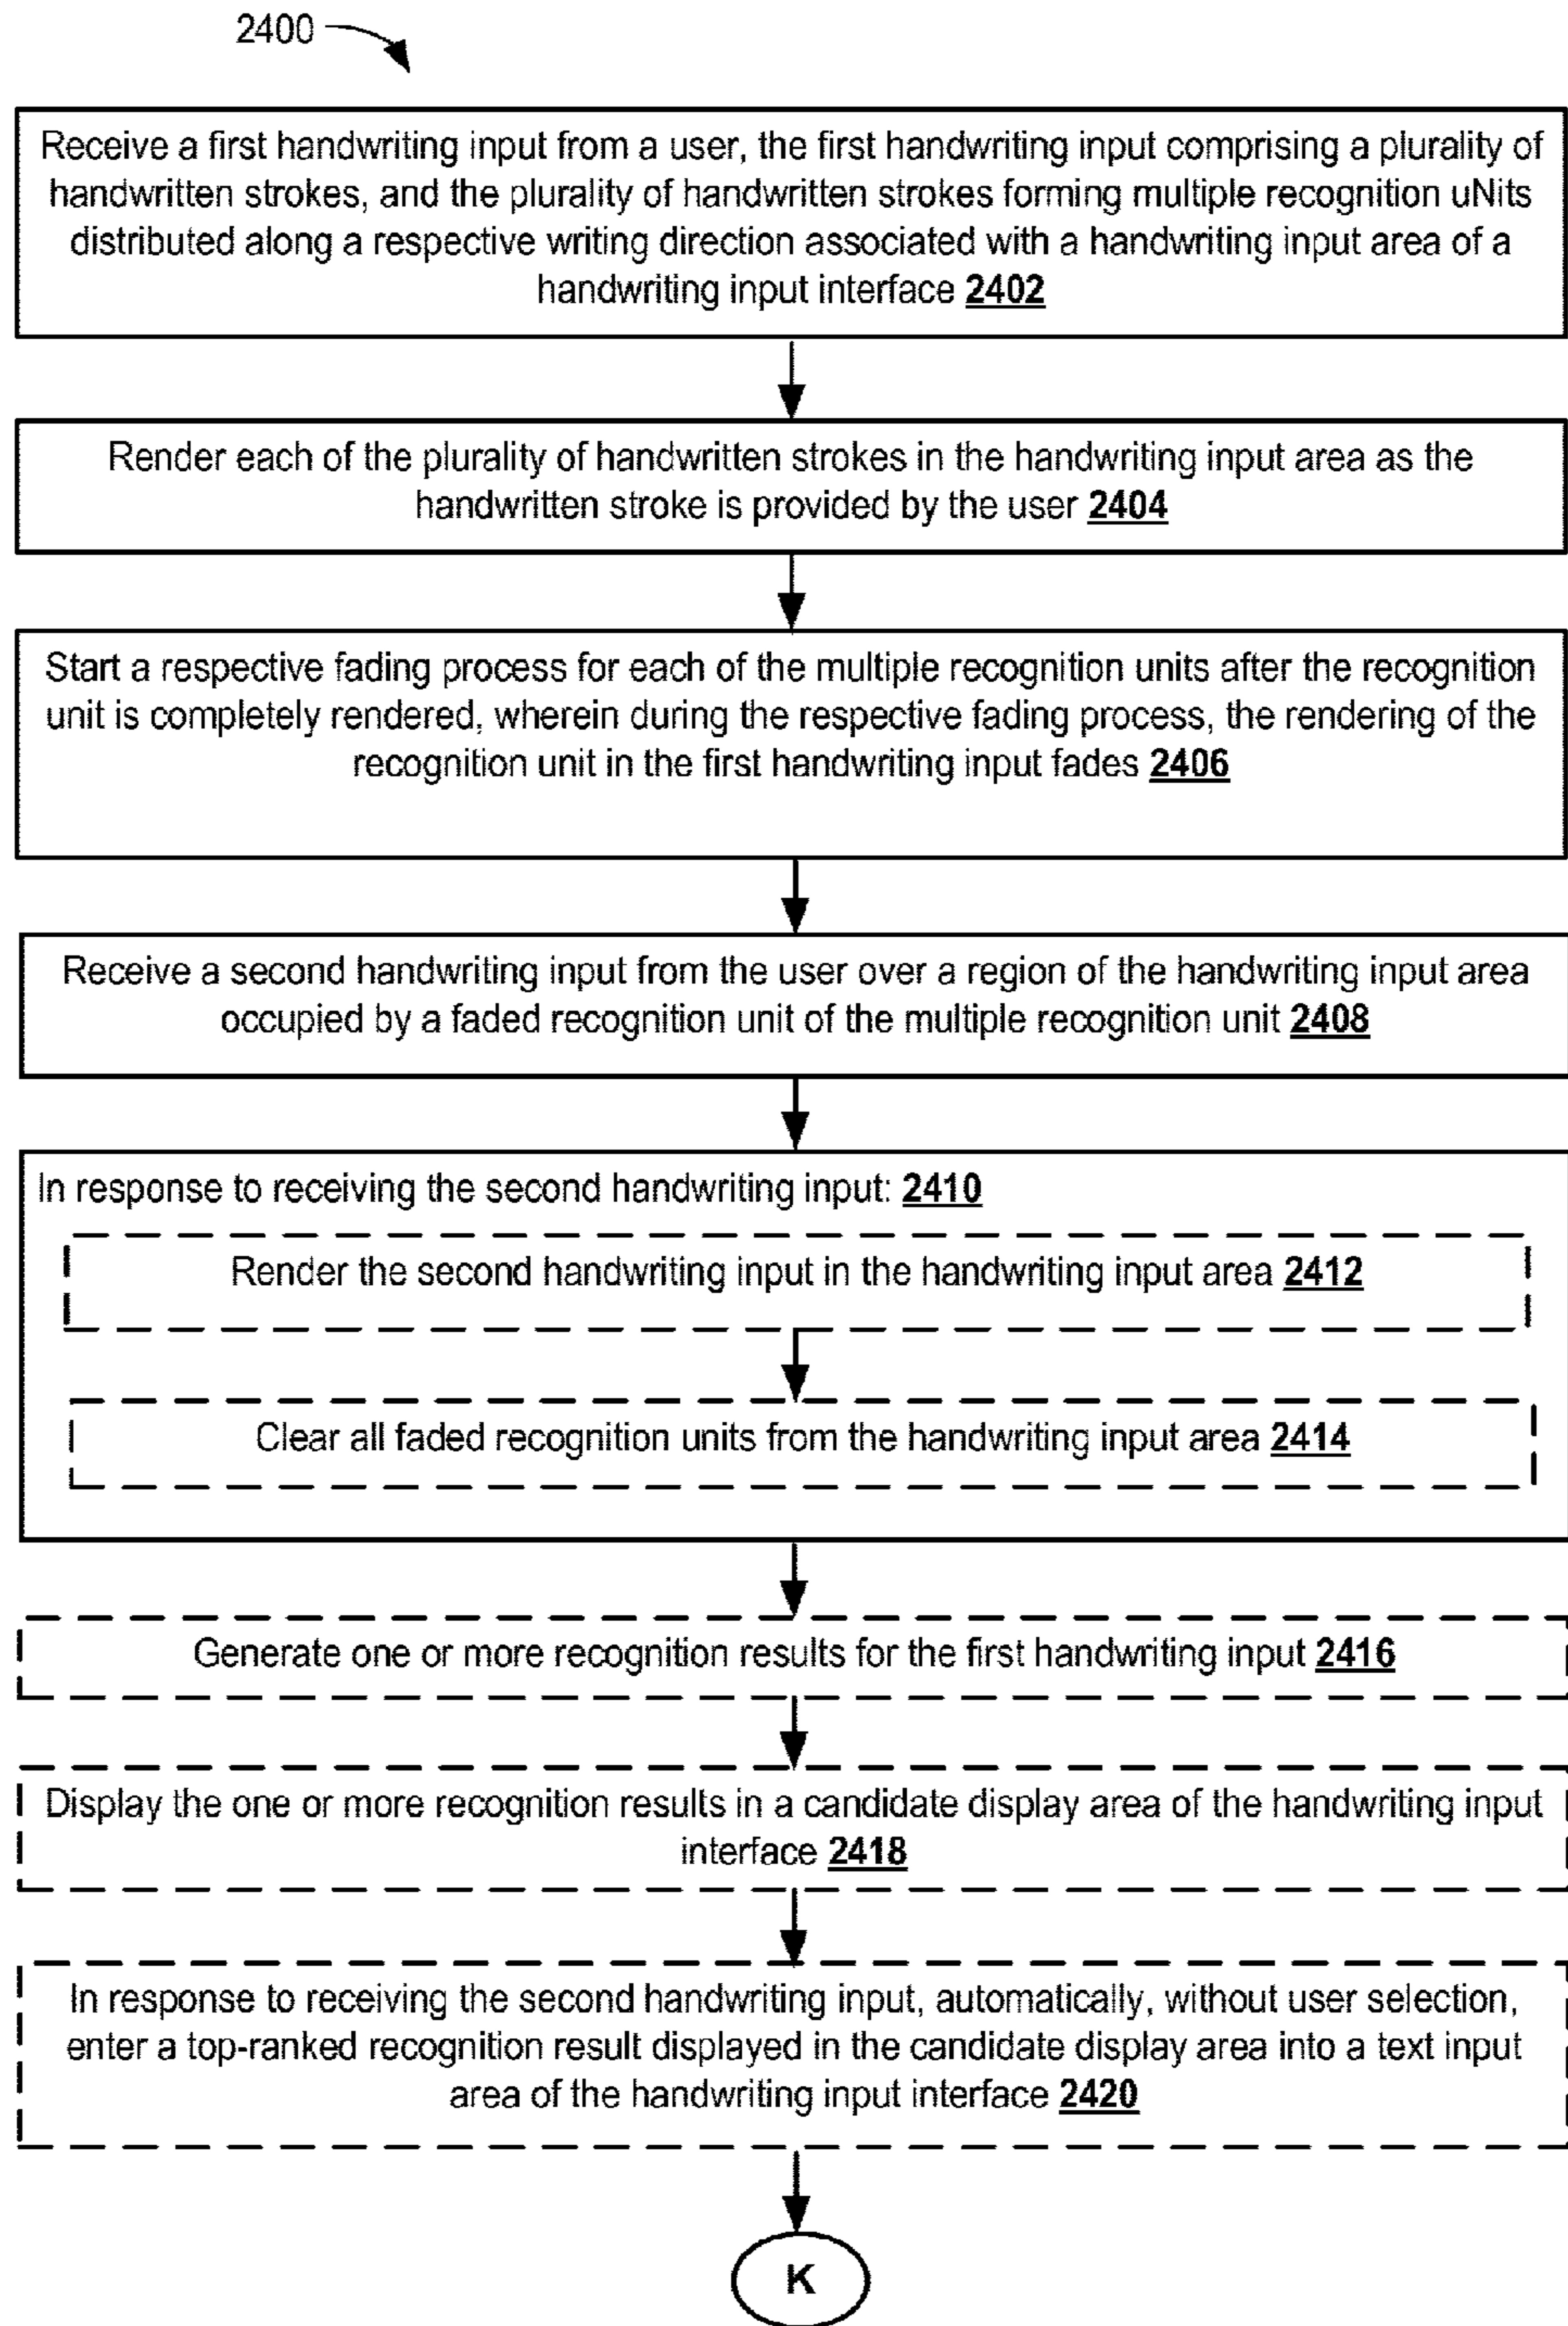 2400
Receive a first handwriting input from a user, the first handwriting input comprising a plurality of
handwritten strokes, and the plurality of handwritten strokes forming multiple recognition uNits
distributed along a respective writing direction associated with a handwriting input area of a
handwriting input interface 2402
Render each of the plurality of handwritten strokes in the handwriting input area as the
handwritten stroke is provided by the user 2404
Start a respective fading process for each of the multiple recognition units after the recognition
unit is completely rendered, wherein during the respective fading process, the rendering of the
recognition unit in the first handwriting input fades 2406
Receive a second handwriting input from the user over a region of the handwriting input area
occupied by a faded recognition unit of the multiple recognition unit 2408
In response to receiving the second handwriting input: 2410
Render the second handwriting input in the handwriting input area 2412
Clear all faded recognition units from the handwriting input area 2414
Generate one or more recognition results for the first handwriting input 2416
Display the one or more recognition results in a candidate display area of the handwriting input
interface 2418
In response to receiving the second handwriting input, automatically, without user selection,
enter a top-ranked recognition result displayed in the candidate display area into a text input
area of the handwriting input interface 2420
K